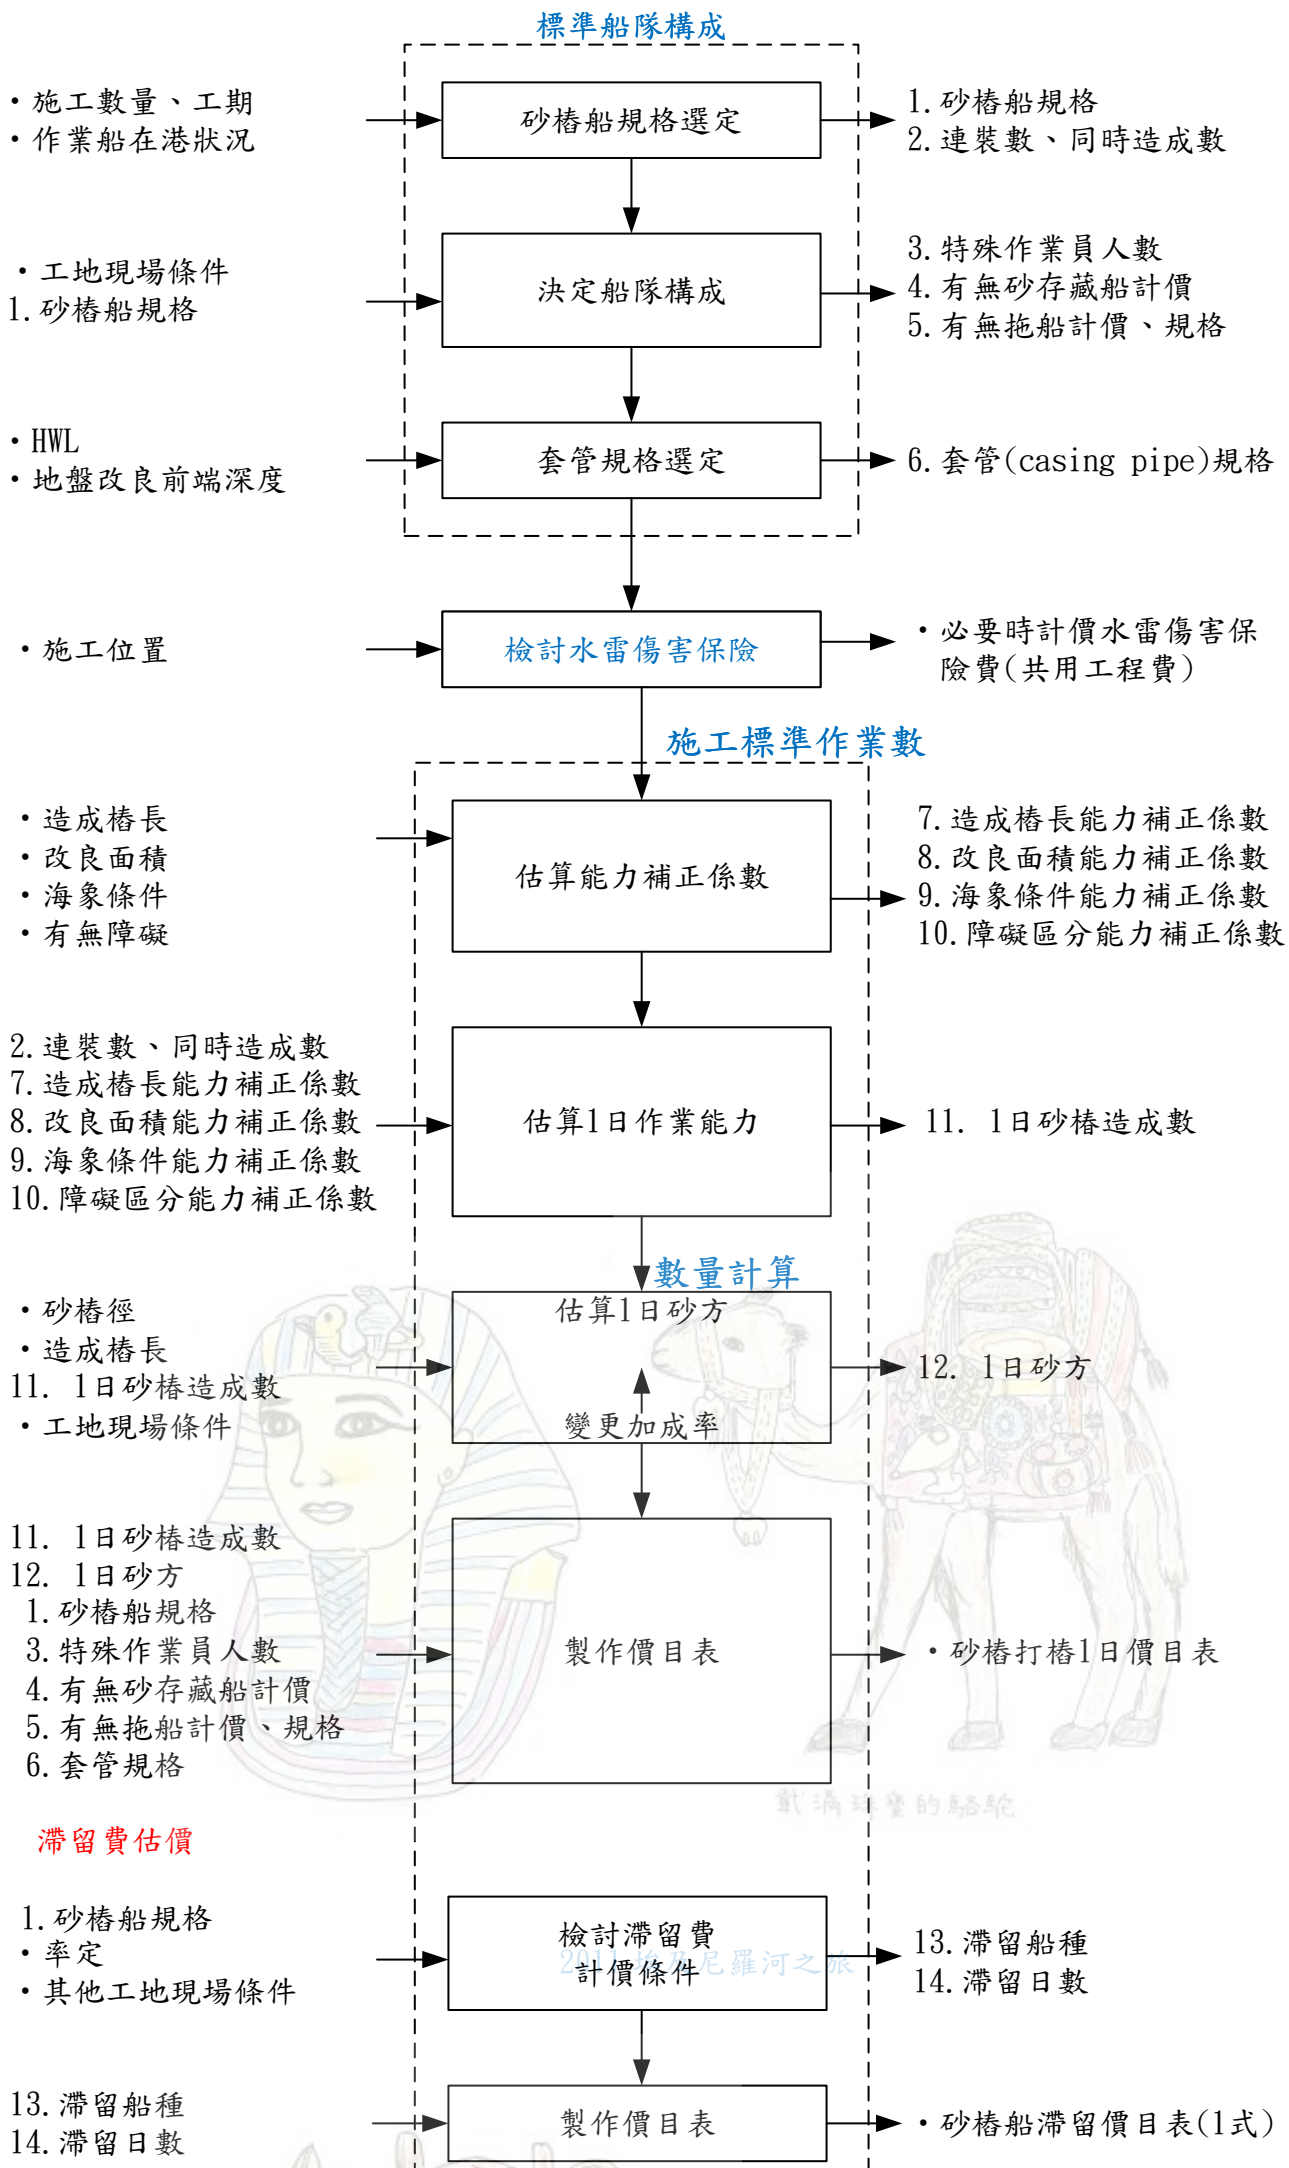 標準船隊構成
・施工數量、工期
・作業船在港狀況
砂樁船規格選定
1.砂樁船規格
2.連裝數、同時造成數
・工地現場條件
1.砂樁船規格
決定船隊構成
3.特殊作業員人數
4.有無砂存藏船計價
5.有無拖船計價、規格
・HWL
・地盤改良前端深度
套管規格選定
6.套管(casing pipe)規格
・施工位置
檢討水雷傷害保險
・必要時計價水雷傷害保
險費(共用工程費)
施工標準作業數
・造成樁長
・改良面積
・海象條件
・有無障礙
估算能力補正係數
7.造成樁長能力補正係數
8.改良面積能力補正係數
9.海象條件能力補正係數
10.障礙區分能力補正係數
2.連裝數、同時造成數
7.造成樁長能力補正係數
8.改良面積能力補正係數
9.海象條件能力補正係數
10.障礙區分能力補正係數
估算1日作業能力
11. 1日砂樁造成數
數量計算
・砂樁徑
・造成樁長
11. 1日砂樁造成數
・工地現場條件
估算1日砂方
變更加成率
12. 1日砂方
11. 1日砂樁造成數
12. 1日砂方
1.砂樁船規格
3.特殊作業員人數
4.有無砂存藏船計價
5.有無拖船計價、規格
6.套管規格
製作價目表
・砂樁打樁1日價目表
戴滿珠寶的駱駝
滯留費估價
1.砂樁船規格
・率定
・其他工地現場條件
檢討滯留費
計價條件
2011 埃及尼羅河之旅
13.滯留船種
14.滯留日數
13.滯留船種
14.滯留日數
製作價目表
・砂樁船滯留價目表(1式)